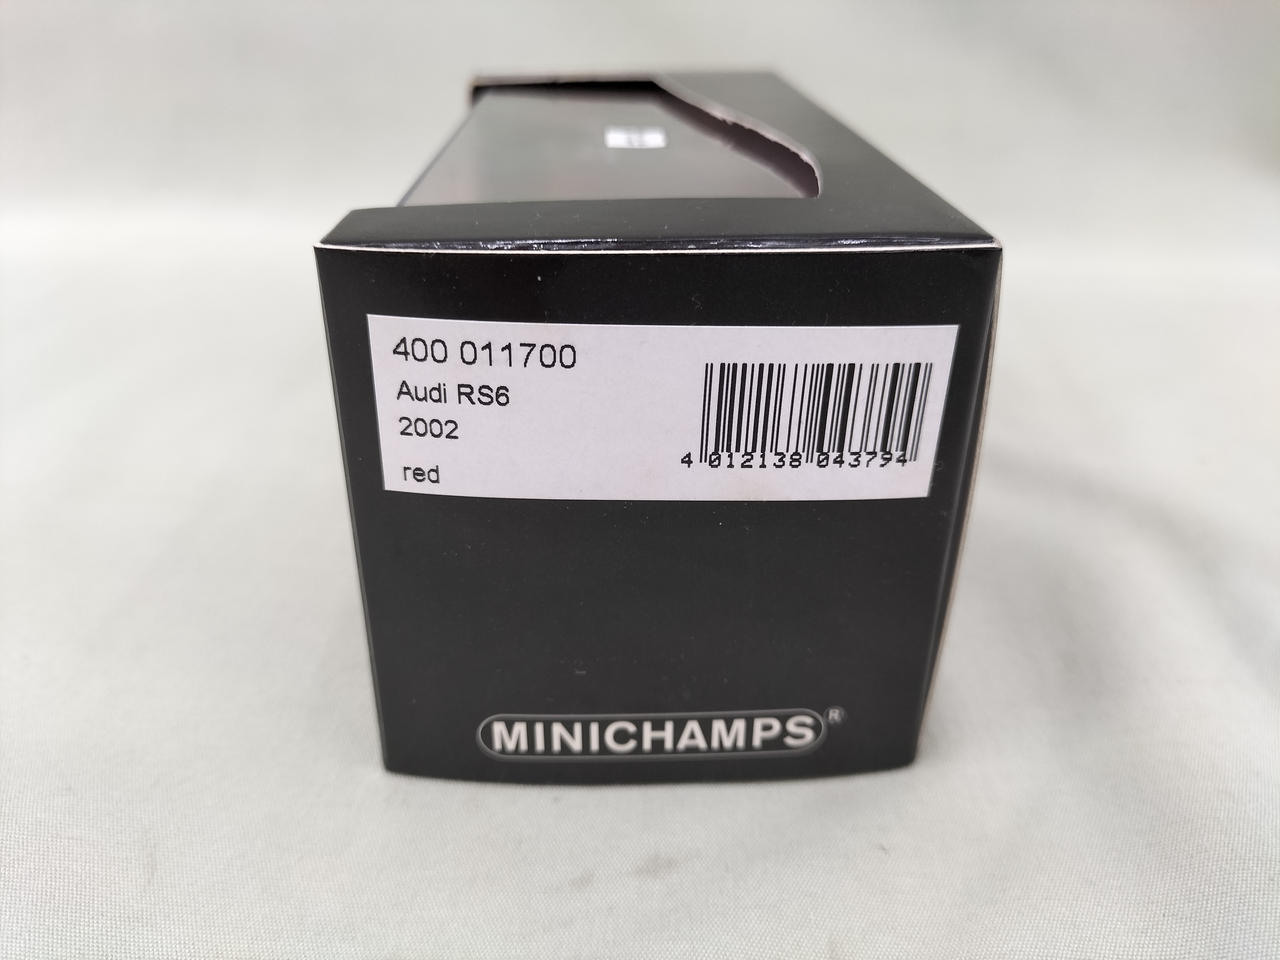 400 011700
Audi RS6
2002
red
4 012138 043794
MINICHAMPS®